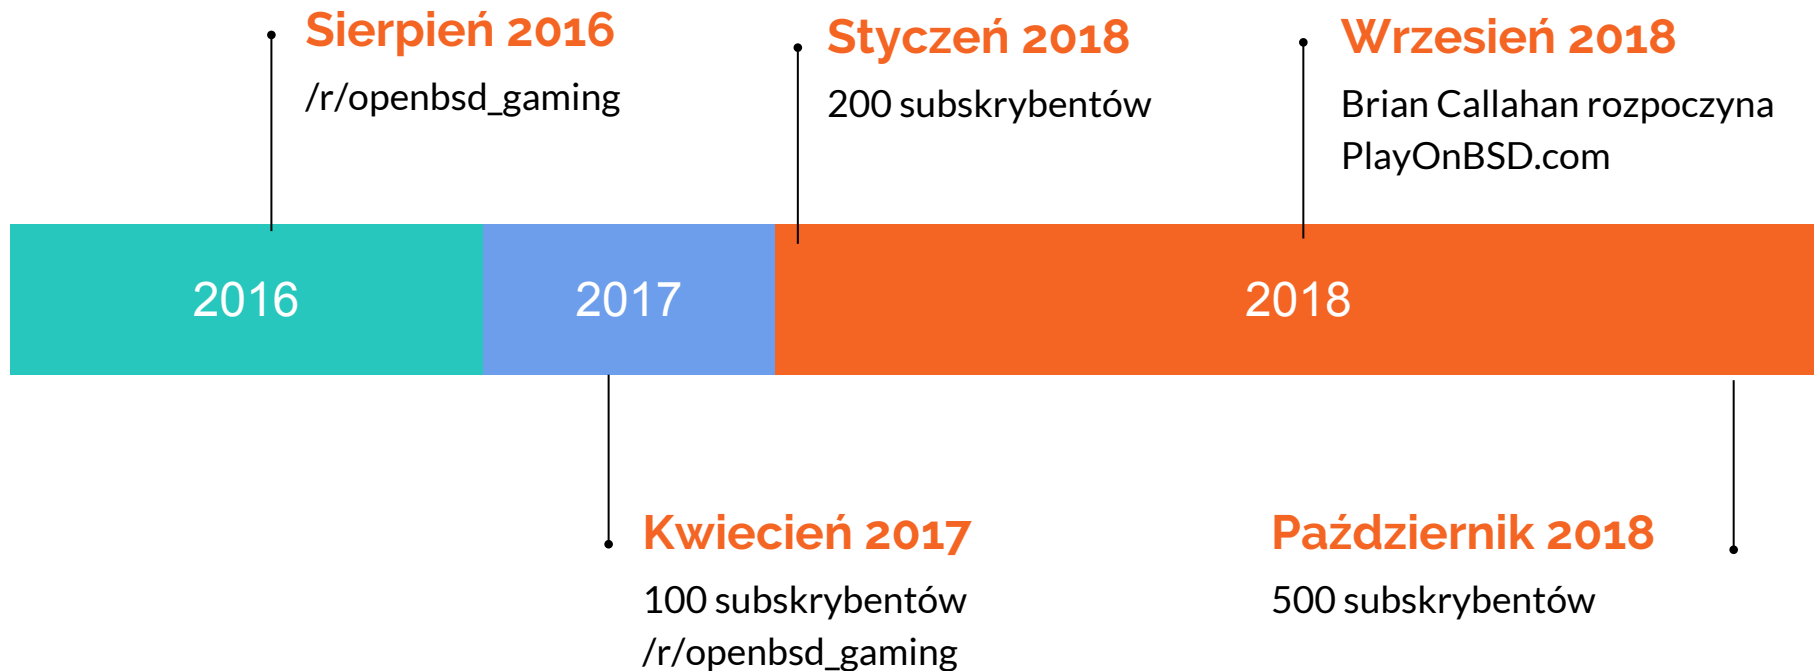 Sierpień 2016
/r/openbsd_gaming
Styczeń 2018
200 subskrybentów
Wrzesień 2018
Brian Callahan rozpoczyna
PlayOnBSD.com
2016
2017
2018
Kwiecień 2017
100 subskrybentów
/r/openbsd_gaming
Październik 2018
500 subskrybentów